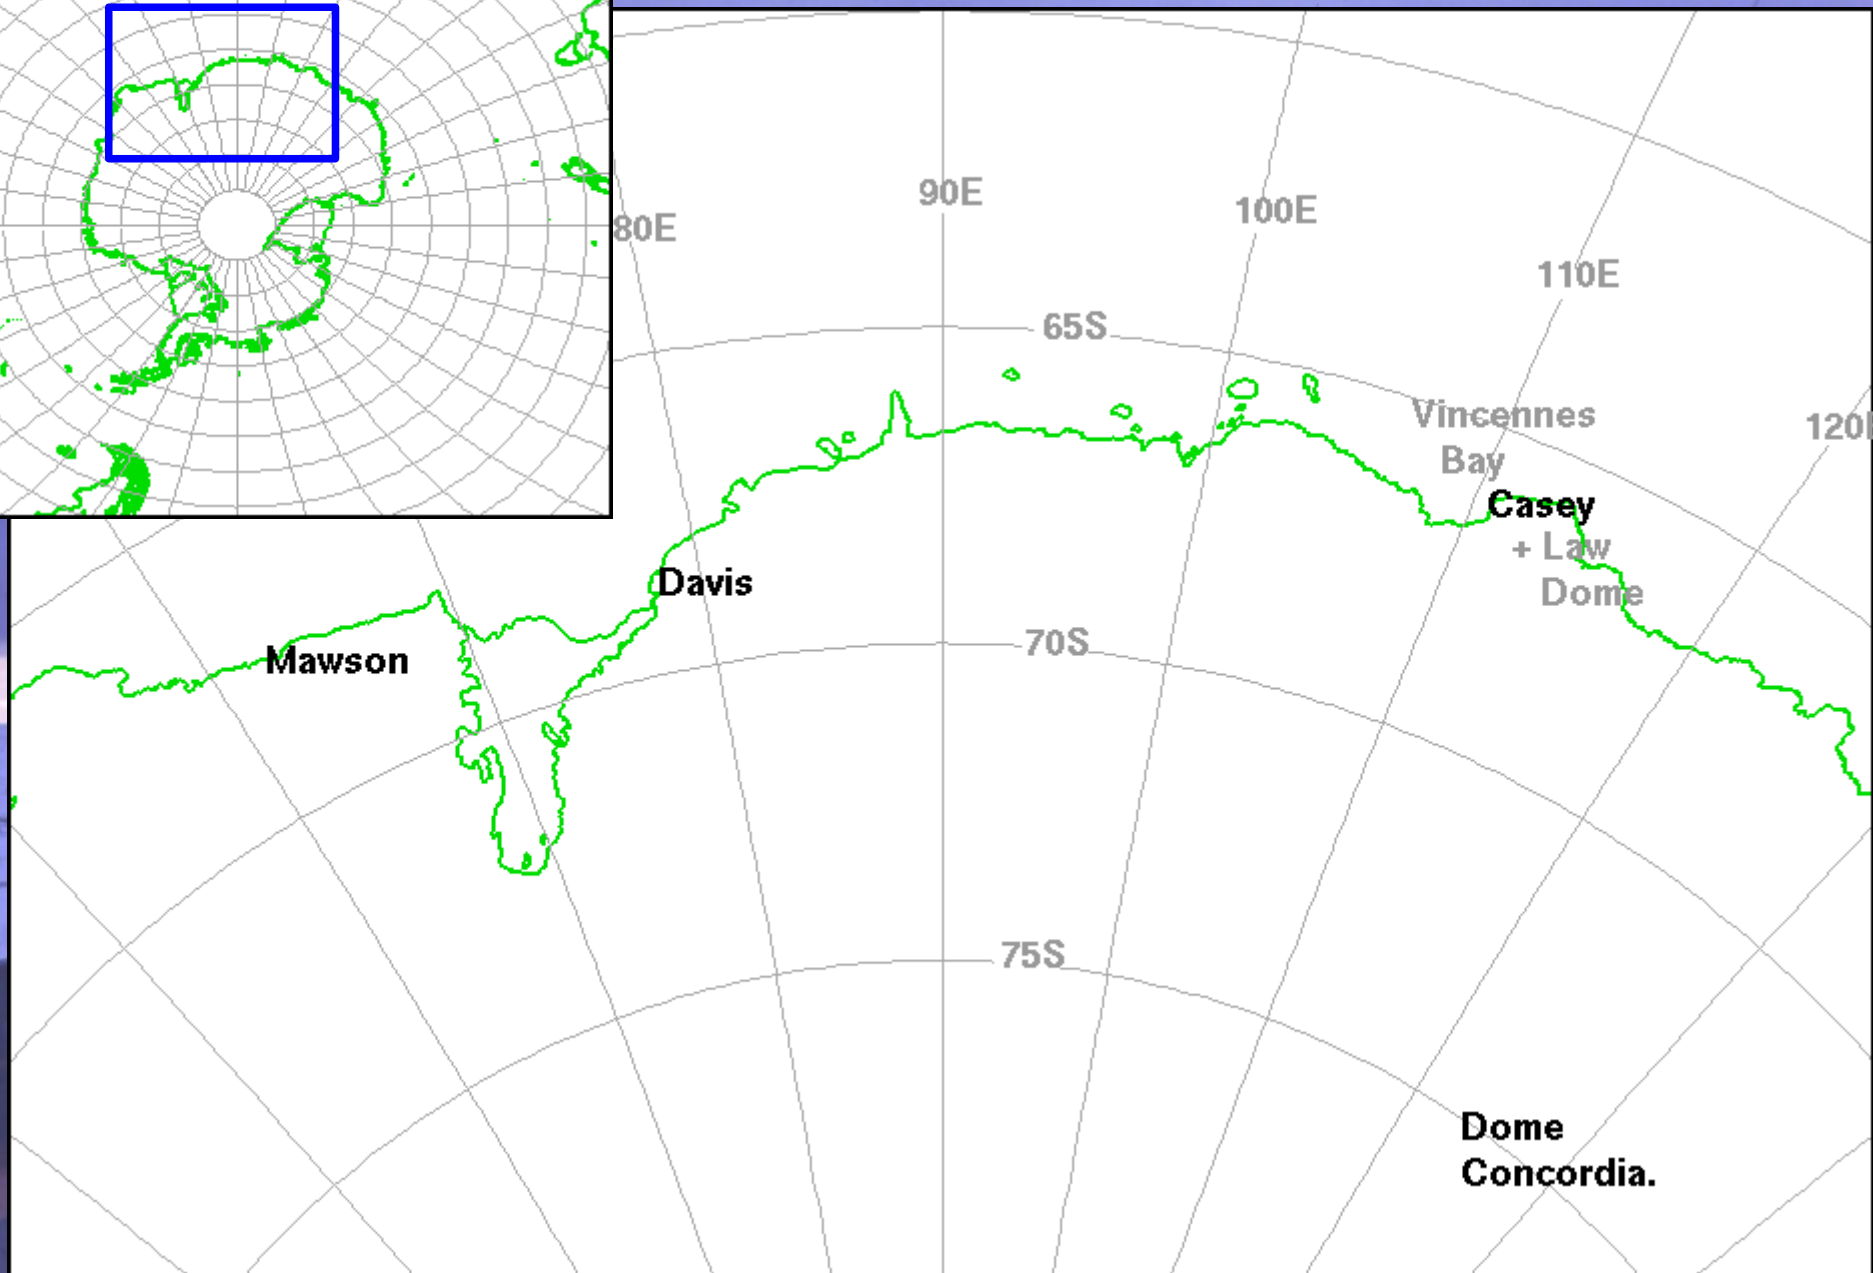 90E
100E
80E
110E
65S
Vincennes
Bay
120
Casey
+ Law
Dome
Davis
70S
Mawson
75S
Dome
Concordia.